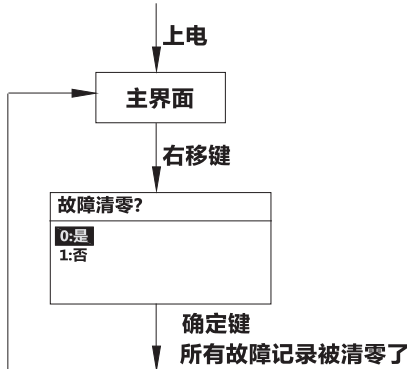 上电
主界面
右移键
故障清零?
0:是
1:否
确定键
所有故障记录被清零了